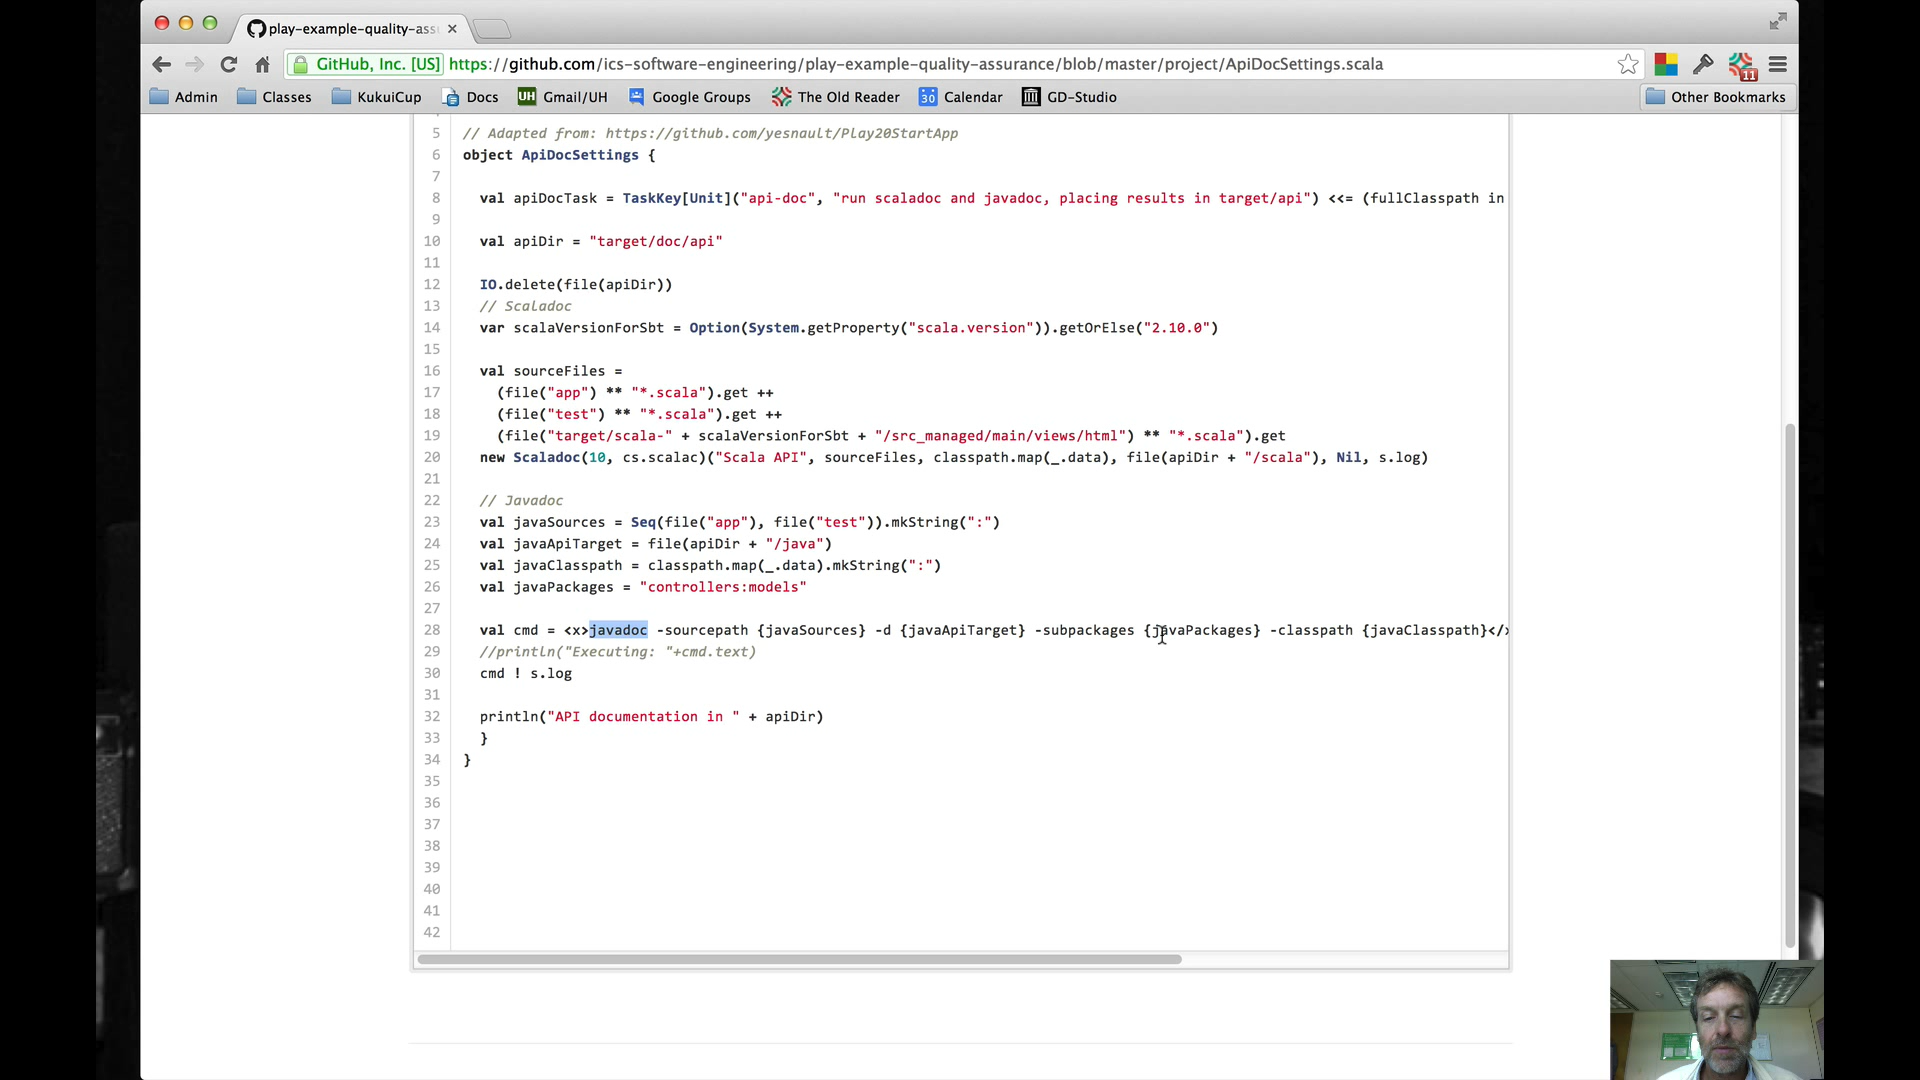 play-example-quality-ass
GitHub, Inc. [US] https://github.com/ics-software-engineering/play-example-quality-assurance/blob/master/project/ApiDocSettings.scala
11
Admin Classes KukuiCup Docs UH Gmail/UH Google Groups The Old Reader 30 Calendar GD-Studio Other Bookmarks
5 // Adapted from: https://github.com/yesnault/Play20StartApp
6 object ApiDocSettings {
7
8 val apiDocTask = TaskKey[Unit]("api-doc", "run scaladoc and javadoc, placing results in target/api") <<= (fullClasspath in
9
10 val apiDir = "target/doc/api"
11
12 IO.delete(file(apiDir))
13 // Scaladoc
14 var scalaVersionForSbt = Option(System.getProperty("scala.version")).getOrElse("2.10.0")
15
16 val sourceFiles =
17 (file("app") ** "*.scala").get ++
18 (file("test") ** "*.scala").get ++
19 (file("target/scala-" + scalaVersionForSbt + "/src_managed/main/views/html") ** "*.scala").get
20 new Scaladoc(10, cs.scalac)("Scala API", sourceFiles, classpath.map(_.data), file(apiDir + "/scala"), Nil, s.log)
21
22 // Javadoc
23 val javaSources = Seq(file("app"), file("test")).mkString(":")
24 val javaApiTarget = file(apiDir + "/java")
25 val javaClasspath = classpath.map(_.data).mkString(":")
26 val javaPackages = "controllers:models"
27
28 val cmd = <x>javadoc -sourcepath {javaSources} -d {javaApiTarget} -subpackages {javaPackages} -classpath {javaClasspath}</x
29 //println("Executing: "+cmd.text)
30 cmd ! s.log
31
32 println("API documentation in " + apiDir)
33 }
34 }
35
36
37
38
39
40
41
42